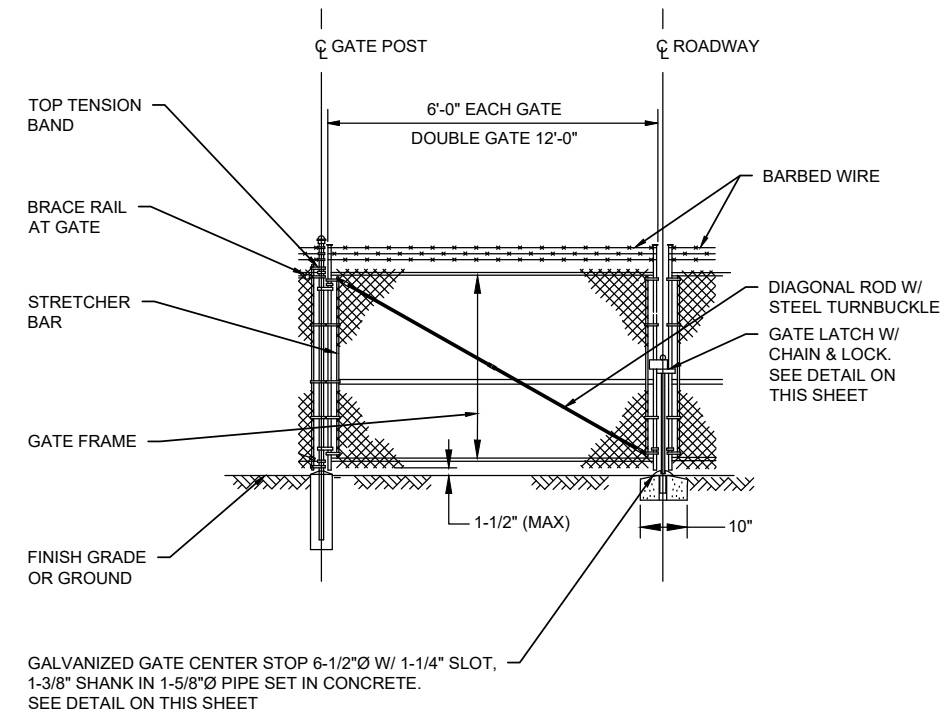 ℄ GATE POST
℄ ROADWAY
TOP TENSION
BAND
6'-0" EACH GATE
DOUBLE GATE 12'-0"
BARBED WIRE
BRACE RAIL
AT GATE
STRETCHER
BAR
DIAGONAL ROD W/
STEEL TURNBUCKLE
GATE LATCH W/
CHAIN & LOCK.
SEE DETAIL ON
THIS SHEET
GATE FRAME
1-1/2" (MAX)
10"
FINISH GRADE
OR GROUND
GALVANIZED GATE CENTER STOP 6-1/2"Ø W/ 1-1/4" SLOT,
1-3/8" SHANK IN 1-5/8"Ø PIPE SET IN CONCRETE.
SEE DETAIL ON THIS SHEET